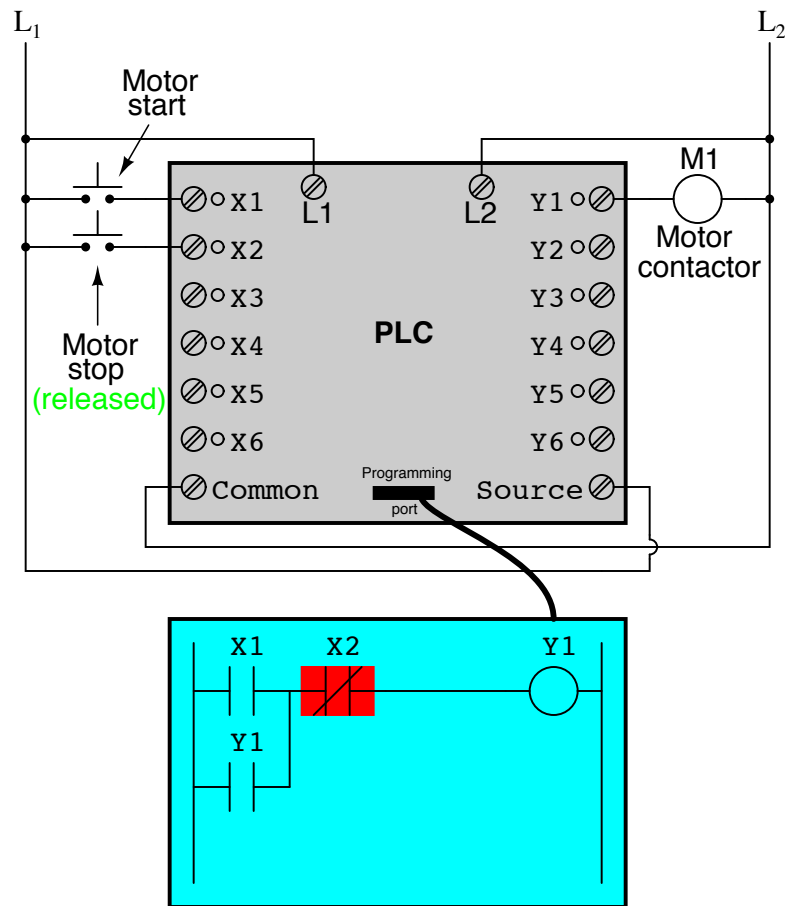 L1 L2
Motor
start
M1
X1 L1 L2 Y1
Motor
contactor
X2 Y2
X3 Y3
Motor
stop
(released)
X4 PLC Y4
X5 Y5
X6 Y6
Common Programming Source
port
X1 X2 Y1
Y1